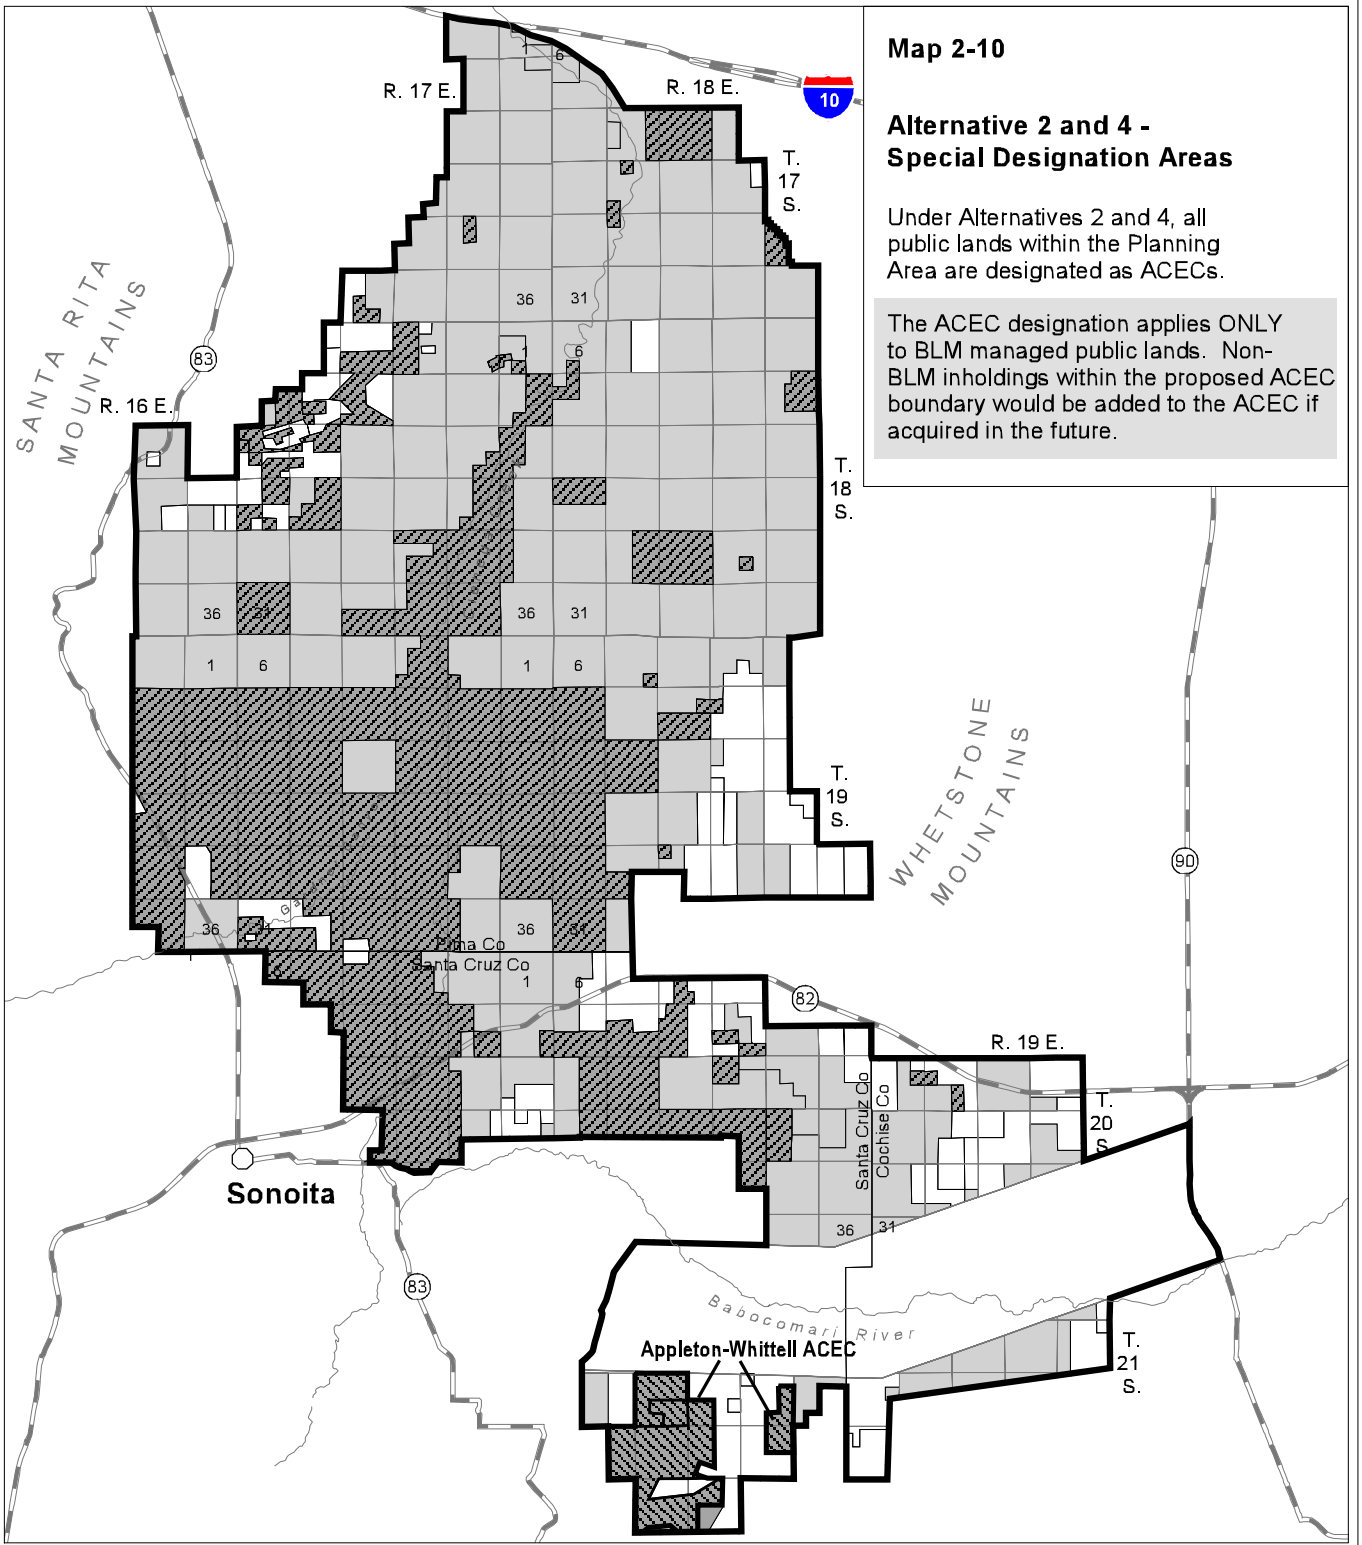 Map 2-10
Alternative 2 and 4 -
Special Designation Areas
Under Alternatives 2 and 4, all
public lands within the Planning
Area are designated as ACECs.
The ACEC designation applies ONLY
to BLM managed public lands.  Non-
BLM inholdings within the proposed ACEC
boundary would be added to the ACEC if
acquired in the future.
1
6
R. 17 E.
R. 18 E.
10
T.
17
S.
SANTA RITA
MOUNTAINS
83
36
31
1
6
R. 16 E.
T.
18
S.
36
31
36
31
1
6
1
6
WHETSTONE
MOUNTAINS
T.
19
S.
90
36
36
31
Pima Co
Santa Cruz Co
1
6
82
R. 19 E.
Santa Cruz Co
Cochise Co
T.
20
S.
Sonoita
36
31
83
Babocomari River
Appleton-Whittell ACEC
T.
21
S.